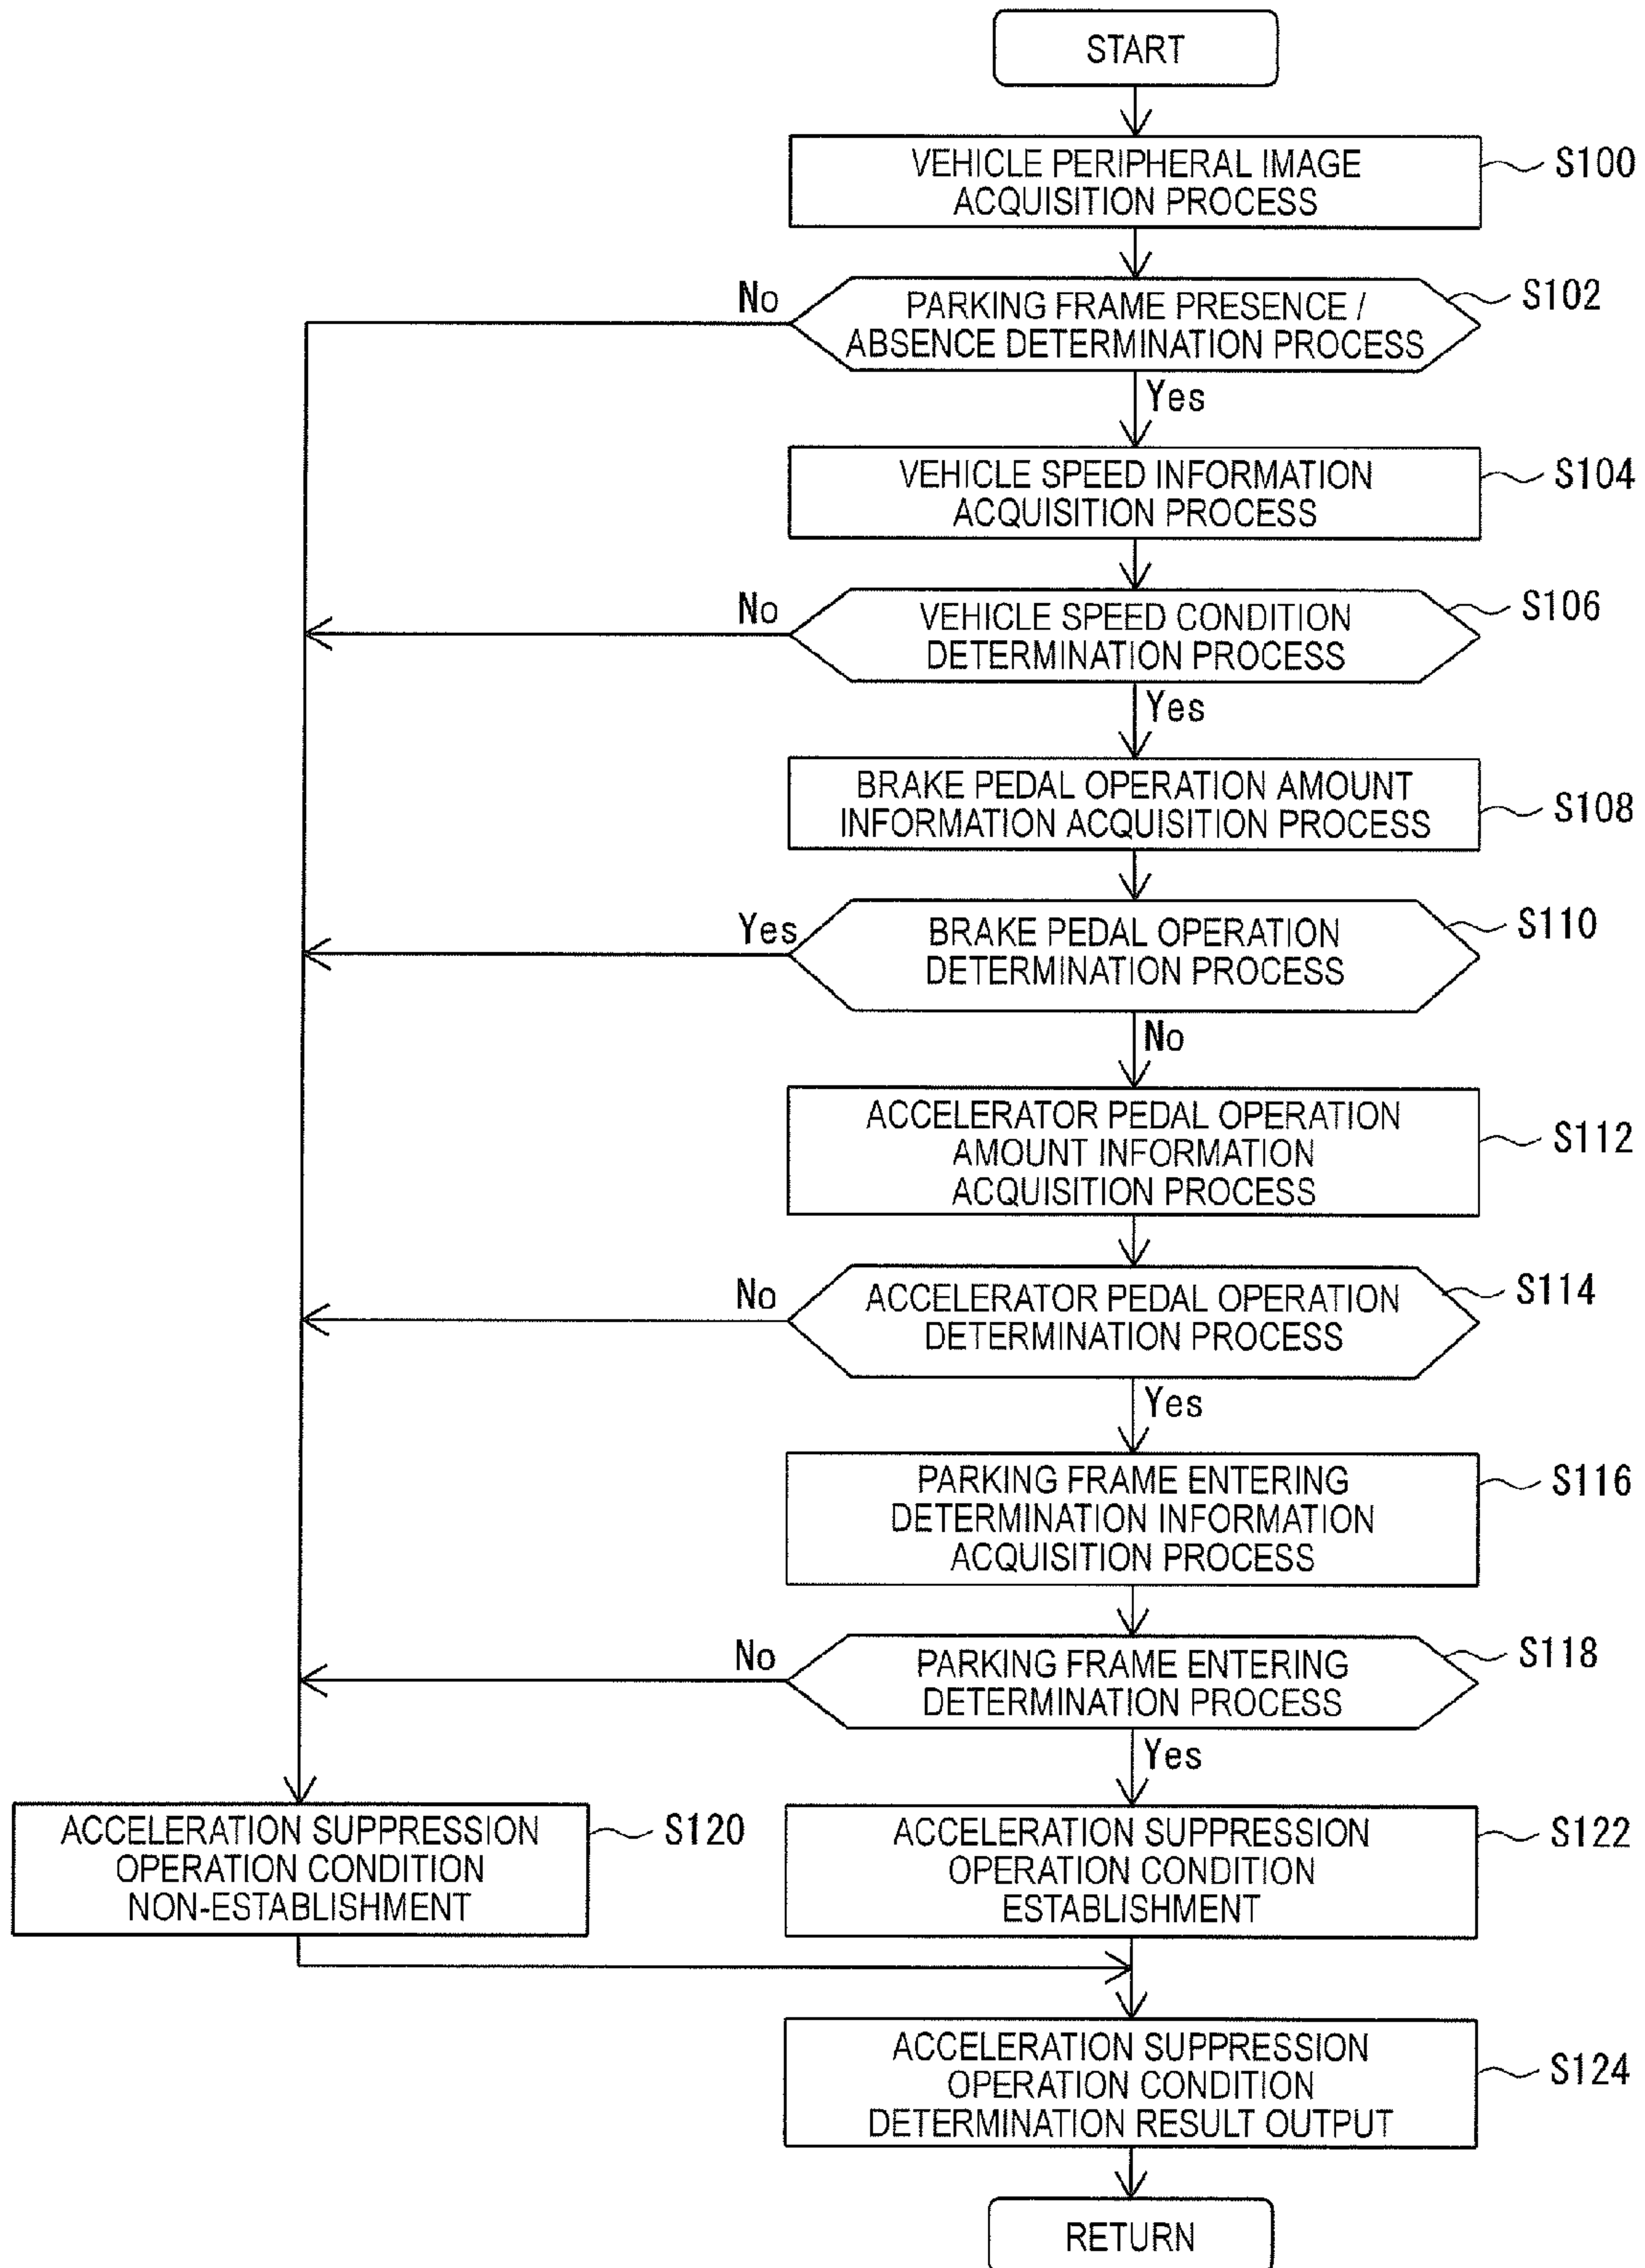 START
VEHICLE PERIPHERAL IMAGE
ACQUISITION PROCESS
S100
No
PARKING FRAME PRESENCE /
ABSENCE DETERMINATION PROCESS
S102
Yes
VEHICLE SPEED INFORMATION
ACQUISITION PROCESS
S104
No
VEHICLE SPEED CONDITION
DETERMINATION PROCESS
S106
Yes
BRAKE PEDAL OPERATION AMOUNT
INFORMATION ACQUISITION PROCESS
S108
Yes
BRAKE PEDAL OPERATION
DETERMINATION PROCESS
S110
No
ACCELERATOR PEDAL OPERATION
AMOUNT INFORMATION
ACQUISITION PROCESS
S112
No
ACCELERATOR PEDAL OPERATION
DETERMINATION PROCESS
S114
Yes
PARKING FRAME ENTERING
DETERMINATION INFORMATION
ACQUISITION PROCESS
S116
No
PARKING FRAME ENTERING
DETERMINATION PROCESS
S118
Yes
ACCELERATION SUPPRESSION
OPERATION CONDITION
NON-ESTABLISHMENT
S120
ACCELERATION SUPPRESSION
OPERATION CONDITION
ESTABLISHMENT
S122
ACCELERATION SUPPRESSION
OPERATION CONDITION
DETERMINATION RESULT OUTPUT
S124
RETURN